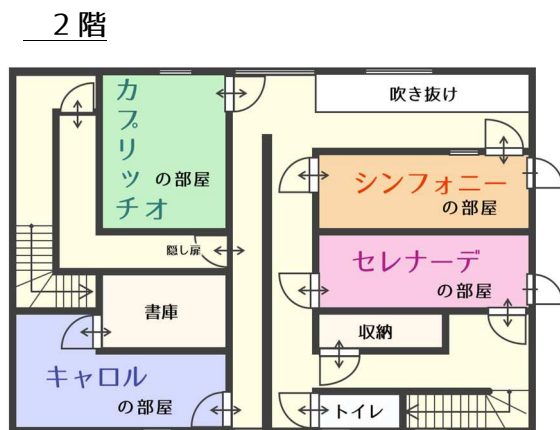 ２階
カプリッチオ
の部屋
吹き抜け
シンフォニー
の部屋
隠し扉
セレナーデ
の部屋
書庫
収納
キャロル
の部屋
トイレ